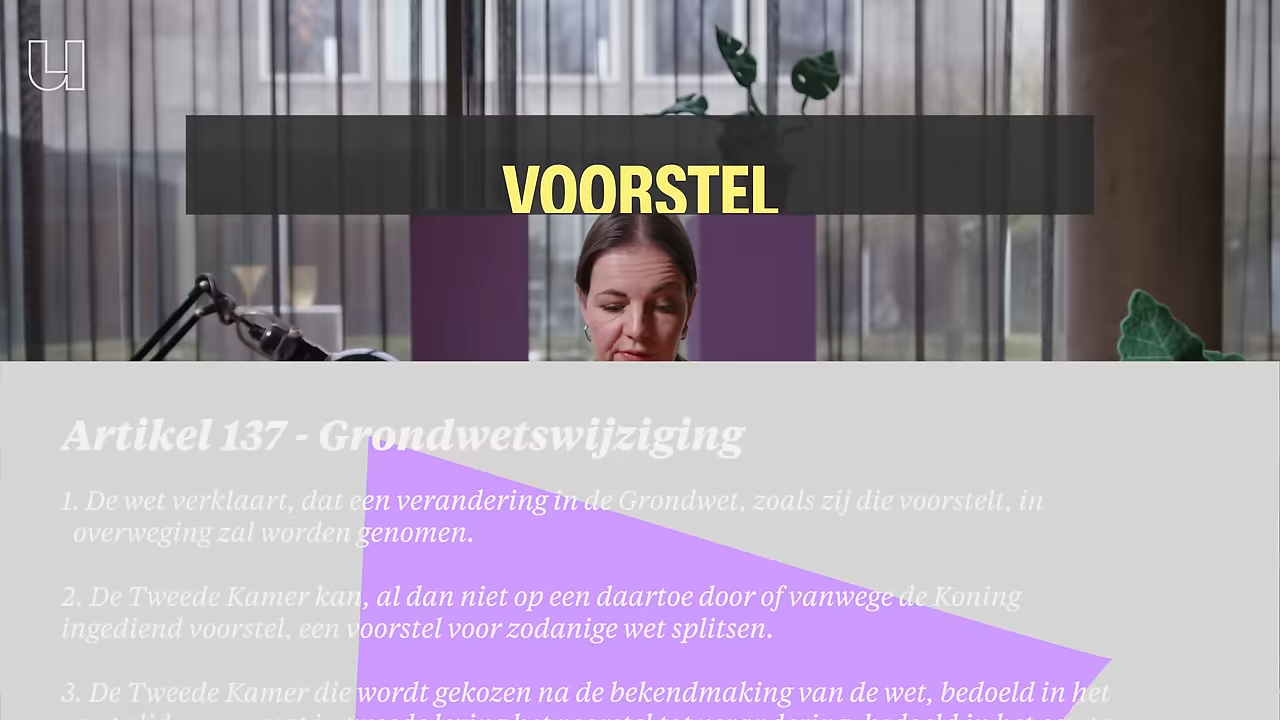 VOORSTEL
Artikel 137 - Grondwetswijziging
1. De wet verklaart, dat een verandering in de Grondwet, zoals zij die voorstelt, in
overweging zal worden genomen.
2. De Tweede Kamer kan, al dan niet op een daartoe door of vanwege de Koning
ingediend voorstel, een voorstel voor zodanige wet splitsen.
3. De Tweede Kamer die wordt gekozen na de bekendmaking van de wet, bedoeld in het